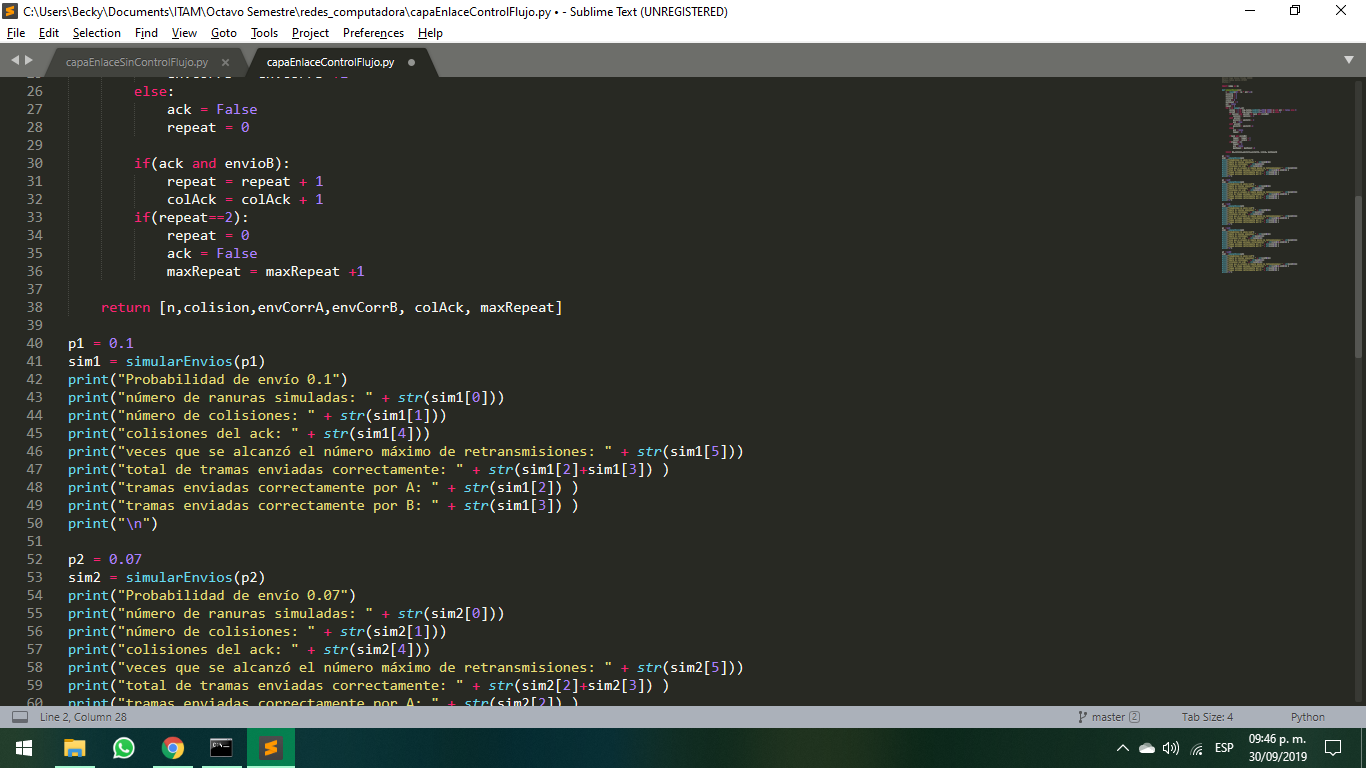 C:\Users\Becky\Documents\ITAM\Octavo Semestre\redes_computadora\capaEnlaceControlFlujo.py • - Sublime Text (UNREGISTERED)
File Edit Selection Find View Goto Tools Project Preferences Help
capaEnlaceSinControlFlujo.py × capaEnlaceControlFlujo.py
26 else:
27 ack = False
28 repeat = 0
29
30 if(ack and envioB):
31 repeat = repeat + 1
32 colAck = colAck + 1
33 if(repeat==2):
34 repeat = 0
35 ack = False
36 maxRepeat = maxRepeat +1
37
38 return [n,colision,envCorrA,envCorrB, colAck, maxRepeat]
39
40 p1 = 0.1
41 sim1 = simularEnvios(p1)
42 print("Probabilidad de envío 0.1")
43 print("número de ranuras simuladas: " + str(sim1[0]))
44 print("número de colisiones: " + str(sim1[1]))
45 print("colisiones del ack: " + str(sim1[4]))
46 print("veces que se alcanzó el número máximo de retransmisiones: " + str(sim1[5]))
47 print("total de tramas enviadas correctamente: " + str(sim1[2]+sim1[3]) )
48 print("tramas enviadas correctamente por A: " + str(sim1[2]) )
49 print("tramas enviadas correctamente por B: " + str(sim1[3]) )
50 print("\n")
51
52 p2 = 0.07
53 sim2 = simularEnvios(p2)
54 print("Probabilidad de envío 0.07")
55 print("número de ranuras simuladas: " + str(sim2[0]))
56 print("número de colisiones: " + str(sim2[1]))
57 print("colisiones del ack: " + str(sim2[4]))
58 print("veces que se alcanzó el número máximo de retransmisiones: " + str(sim2[5]))
59 print("total de tramas enviadas correctamente: " + str(sim2[2]+sim2[3]) )
60 print("tramas enviadas correctamente por A: " + str(sim2[2]) )
Line 2, Column 28 master 2 Tab Size: 4 Python
ESP 09:46 p. m.
30/09/2019